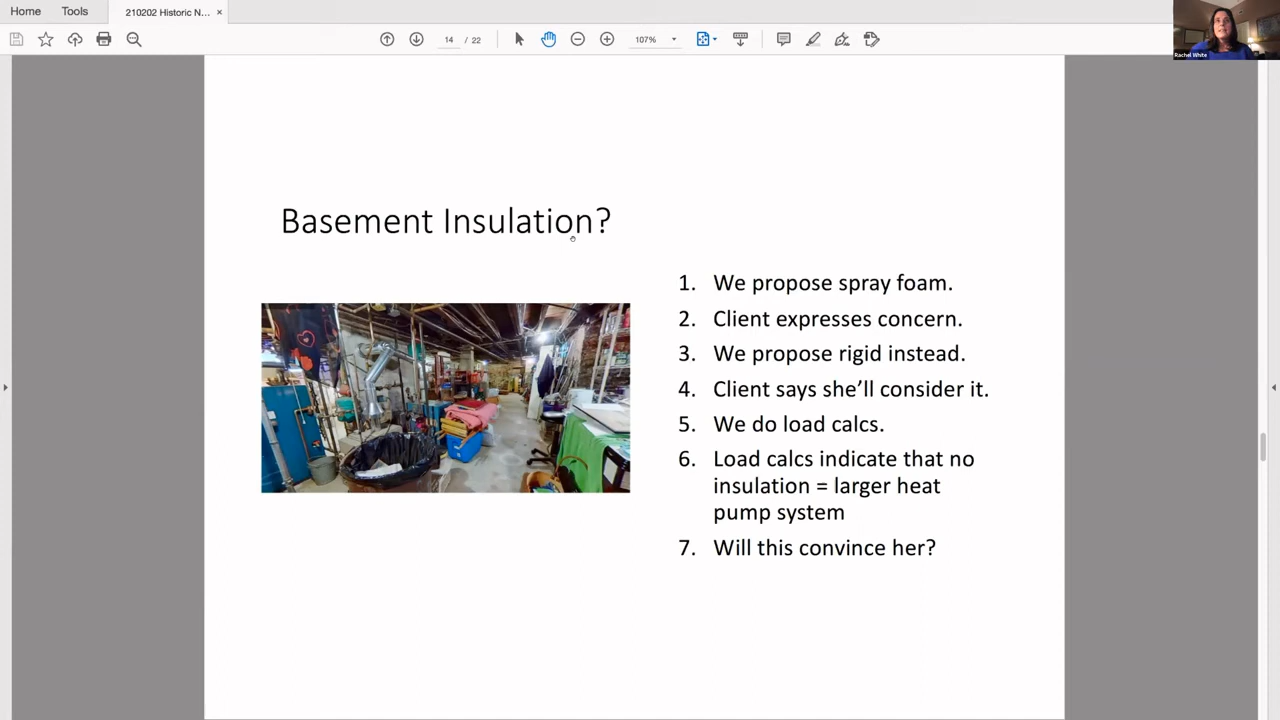 Home
Tools
210202 Historic N... ×
14 / 22
107%
Rachel White
Basement Insulation?
1. We propose spray foam.
2. Client expresses concern.
3. We propose rigid instead.
4. Client says she’ll consider it.
5. We do load calcs.
6. Load calcs indicate that no
insulation = larger heat
pump system
7. Will this convince her?